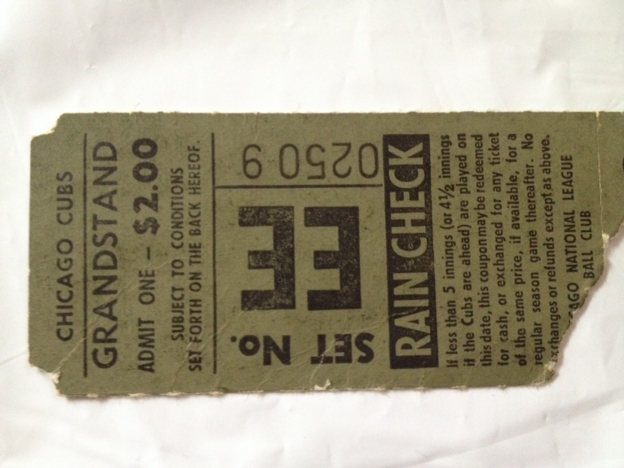 CHICAGO CUBS
GRANDSTAND
ADMIT ONE – $2.00
SUBJECT TO CONDITIONS
SET FORTH ON THE BACK HEREOF.
SET No.
EE
0250 9
RAIN CHECK
If less than 5 innings (or 4½ innings
if the Cubs are ahead) are played on
this date, this coupon may be redeemed
for cash, or exchanged for any ticket
of the same price, if available, for a
regular season game thereafter. No
xchanges or refunds except as above.
CAGO NATIONAL LEAGUE
BALL CLUB